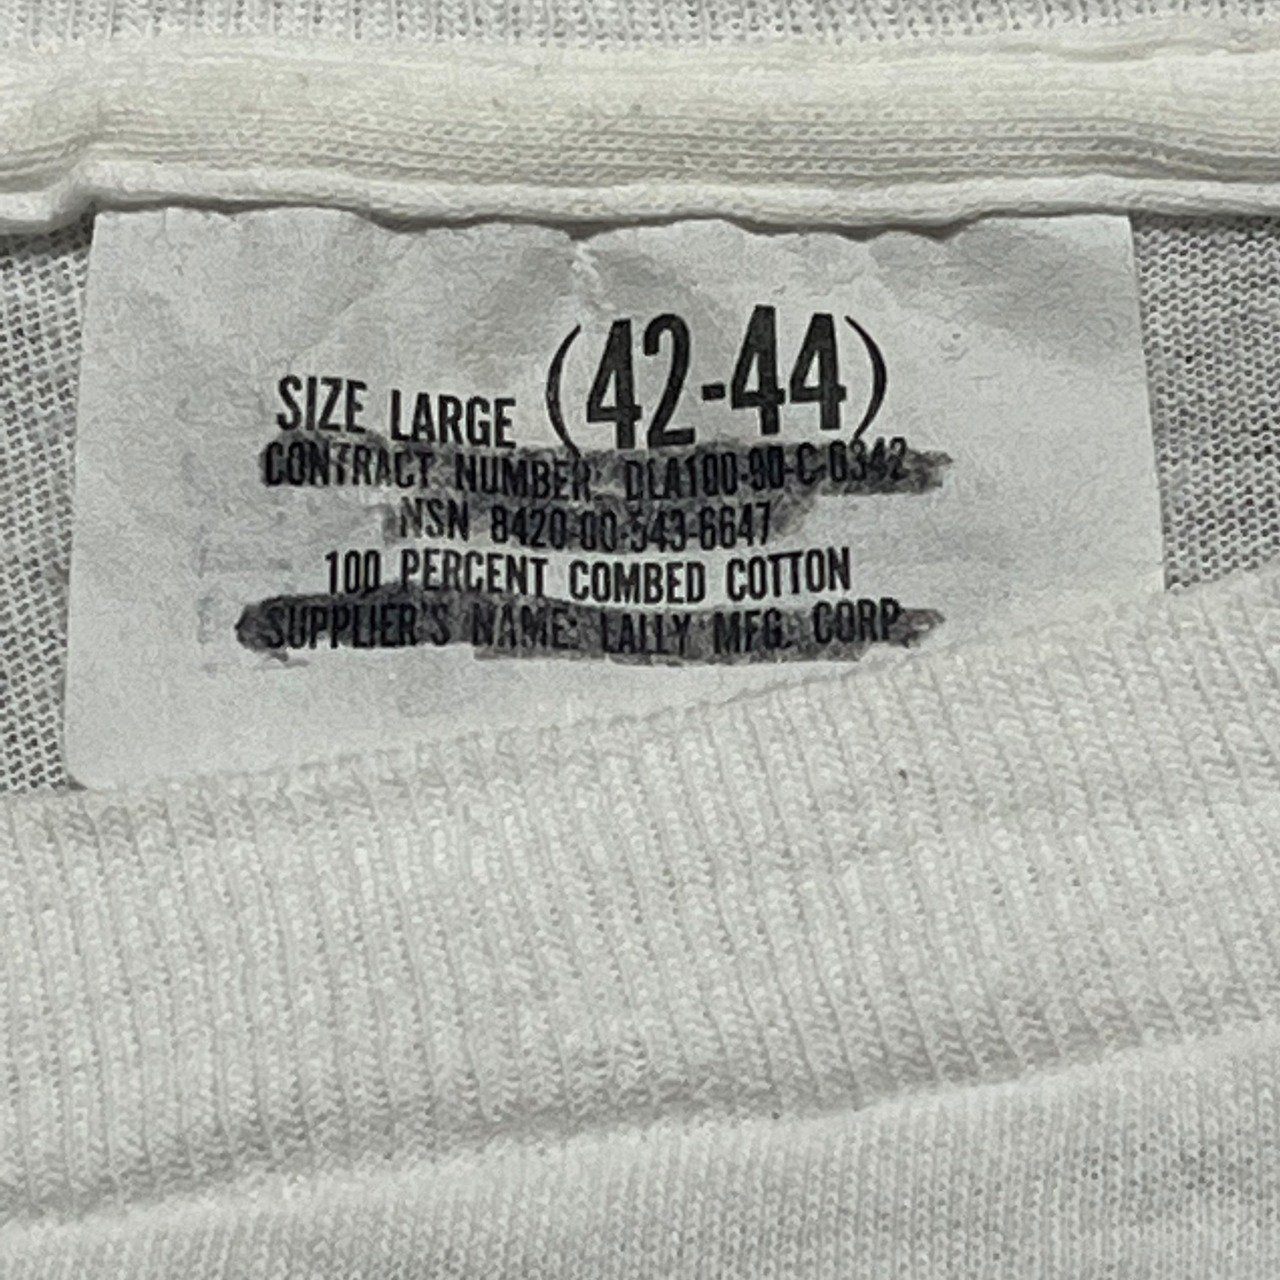 SIZE LARGE (42-44)
CONTRACT NUMBER DLA100-90-C-0342
NSN 8420-00-543-6647
100 PERCENT COMBED COTTON
SUPPLIER'S NAME: LALLY MFG. CORP.